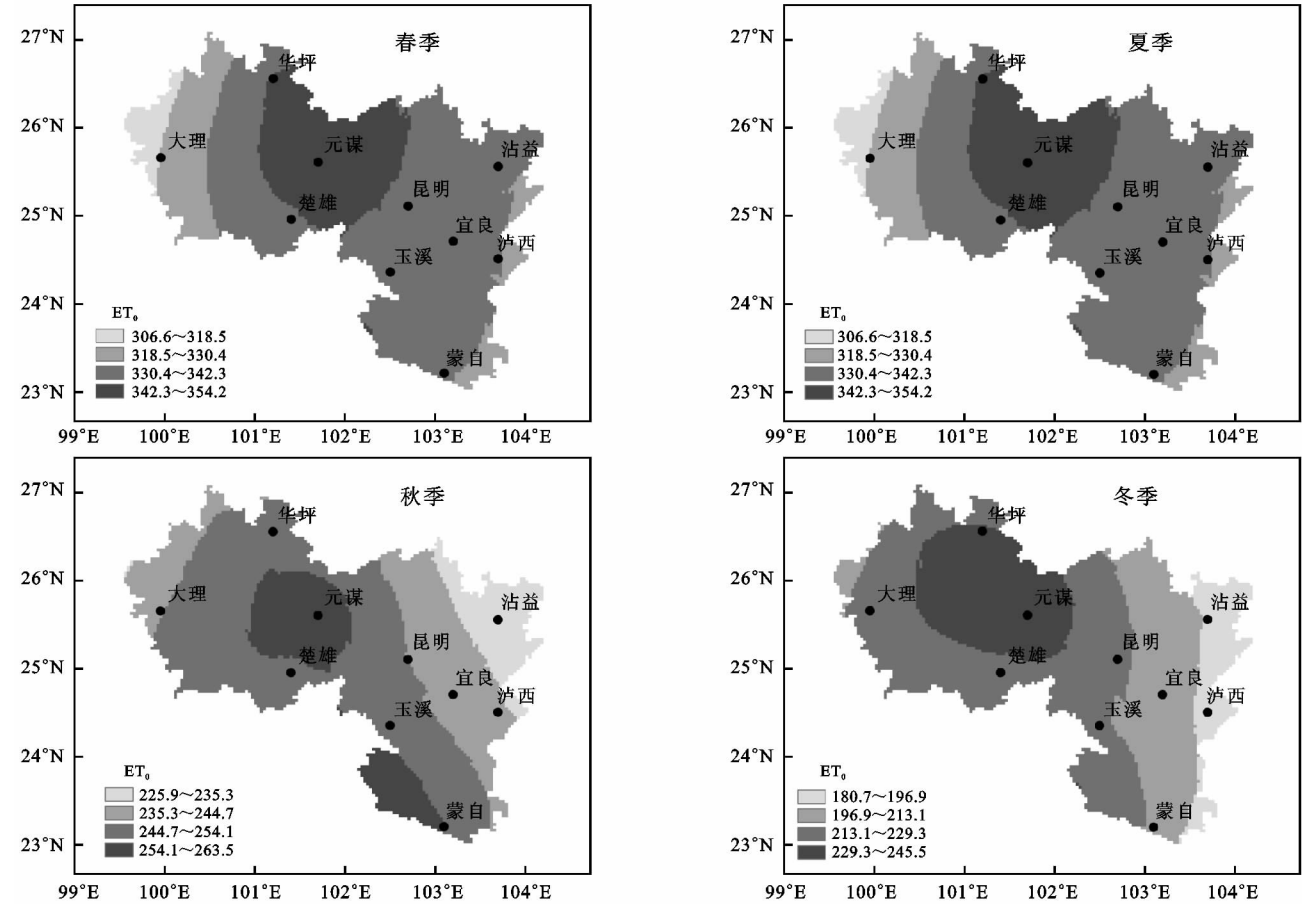 27°N
26°N
25°N
24°N
23°N
春季
华坪
大理
元谋
沾益
昆明
楚雄
宜良
泸西
玉溪
蒙自
ET₀
306.6～318.5
318.5～330.4
330.4～342.3
342.3～354.2
99°E 100°E 101°E 102°E 103°E 104°E
27°N
26°N
25°N
24°N
23°N
夏季
华坪
大理
元谋
沾益
昆明
楚雄
宜良
泸西
玉溪
蒙自
ET₀
306.6～318.5
318.5～330.4
330.4～342.3
342.3～354.2
99°E 100°E 101°E 102°E 103°E 104°E
27°N
26°N
25°N
24°N
23°N
秋季
华坪
大理
元谋
沾益
昆明
楚雄
宜良
泸西
玉溪
蒙自
ET₀
225.9～235.3
235.3～244.7
244.7～254.1
254.1～263.5
99°E 100°E 101°E 102°E 103°E 104°E
27°N
26°N
25°N
24°N
23°N
冬季
华坪
大理
元谋
沾益
昆明
楚雄
宜良
泸西
玉溪
蒙自
ET₀
180.7～196.9
196.9～213.1
213.1～229.3
229.3～245.5
99°E 100°E 101°E 102°E 103°E 104°E